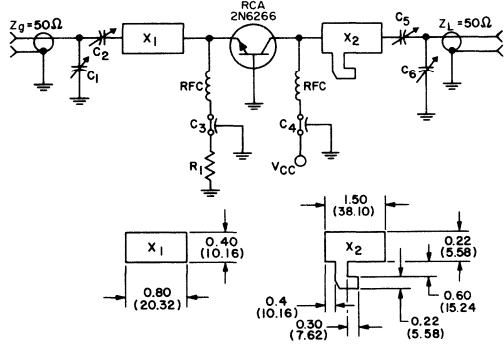 RCA
2N6266
Zg=50Ω
C2
X1
X2
C5
ZL=50Ω
C1
C6
RFC
RFC
C3
C4
R1
VCC
1.50
(38.10)
X1
0.40
(10.16)
X2
0.22
(5.58)
0.80
(20.32)
0.4
(10.16)
0.60
(15.24
0.30
(7.62)
0.22
(5.58)